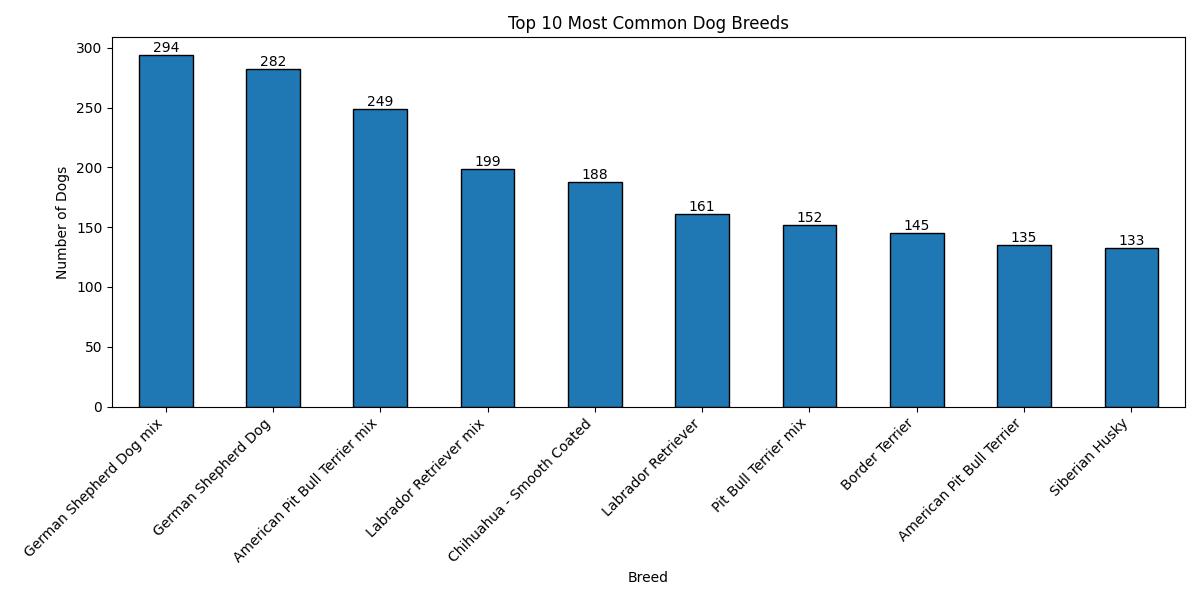 Top 10 Most Common Dog Breeds
Number of Dogs
300
250
200
150
100
50
0
294
282
249
199
188
161
152
145
135
133
German Shepherd Dog mix
German Shepherd Dog
American Pit Bull Terrier mix
Labrador Retriever mix
Chihuahua - Smooth Coated
Labrador Retriever
Pit Bull Terrier mix
Border Terrier
American Pit Bull Terrier
Siberian Husky
Breed